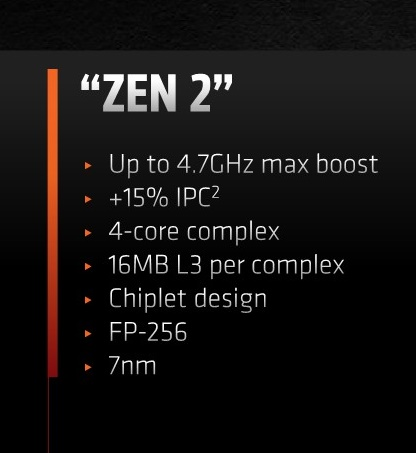 “ZEN 2”
Up to 4.7GHz max boost
+15% IPC²
4-core complex
16MB L3 per complex
Chiplet design
FP-256
7nm